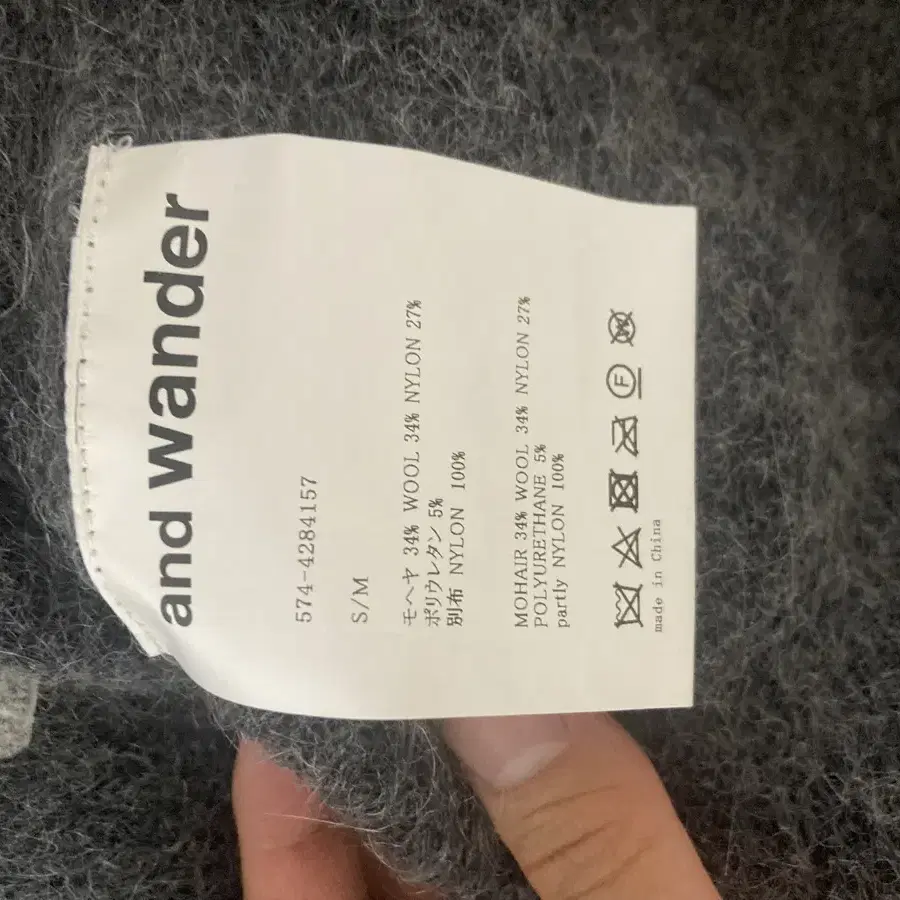 and wander
574-4284157
S/M
モヘヤ 34% WOOL 34% NYLON 27%
ポリウレタン 5%
別布 NYLON 100%
MOHAIR 34% WOOL 34% NYLON 27%
POLYURETHANE 5%
partly NYLON 100%
F W
made in China